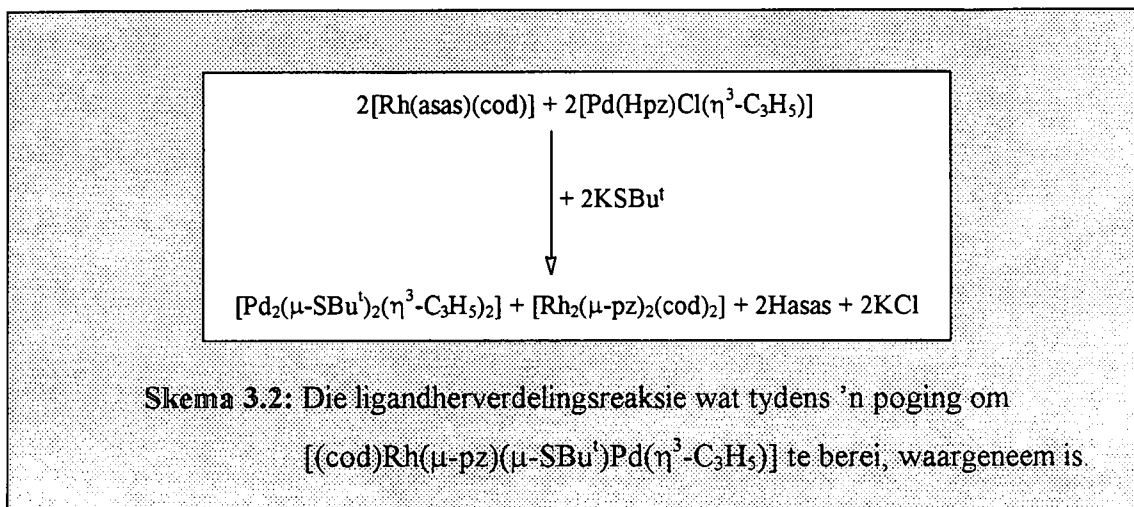 2[Rh(asas)(cod)] + 2[Pd(Hpz)Cl(η³-C₃H₅)]
+ 2KSBuᵗ
[Pd₂(μ-SBuᵗ)₂(η³-C₃H₅)₂] + [Rh₂(μ-pz)₂(cod)₂] + 2Hasas + 2KCl
Skema 3.2: Die ligandherverdelingsreaksie wat tydens 'n poging om
[(cod)Rh(μ-pz)(μ-SBuᵗ)Pd(η³-C₃H₅)] te berei, waargeneem is.